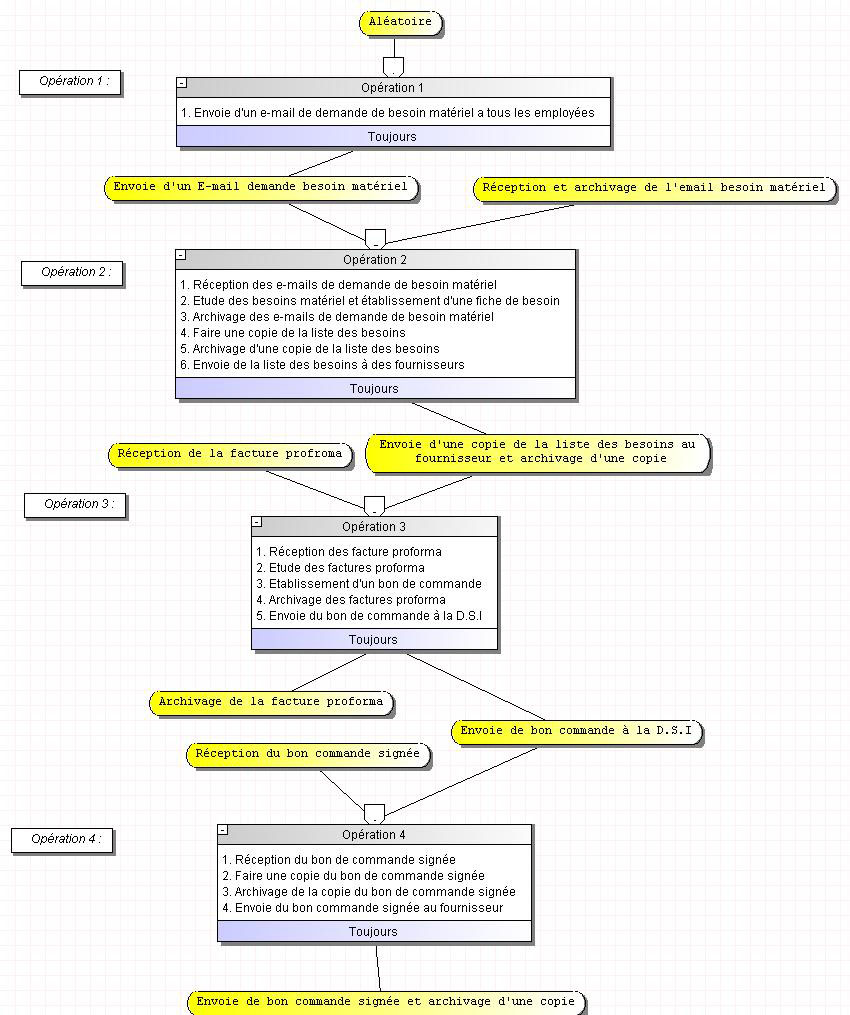 Aléatoire
Opération 1 :
Opération 1
1. Envoie d'un e-mail de demande de besoin matériel a tous les employées
Toujours
Envoie d'un E-mail demande besoin matériel
Réception et archivage de l'email besoin matériel
Opération 2 :
Opération 2
1. Réception des e-mails de demande de besoin matériel
2. Etude des besoins matériel et établissement d'une fiche de besoin
3. Archivage des e-mails de demande de besoin matériel
4. Faire une copie de la liste des besoins
5. Archivage d'une copie de la liste des besoins
6. Envoie de la liste des besoins à des fournisseurs
Toujours
Réception de la facture profroma
Envoie d'une copie de la liste des besoins au
fournisseur et archivage d'une copie
Opération 3 :
Opération 3
1. Réception des facture proforma
2. Etude des factures proforma
3. Etablissement d'un bon de commande
4. Archivage des factures proforma
5. Envoie du bon de commande à la D.S.I
Toujours
Archivage de la facture proforma
Envoie de bon commande à la D.S.I
Réception du bon commande signée
Opération 4 :
Opération 4
1. Réception du bon de commande signée
2. Faire une copie du bon de commande signée
3. Archivage de la copie du bon de commande signée
4. Envoie du bon commande signée au fournisseur
Toujours
Envoie de bon commande signée et archivage d'une copie